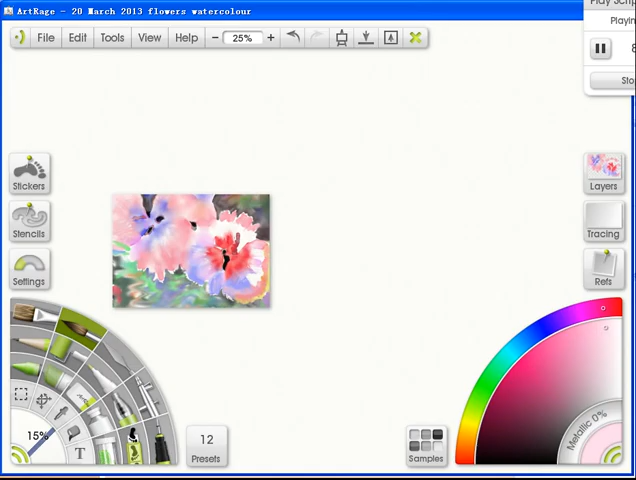 ArtRage - 20 March 2013 flowers watercolour
Play Scrip
File Edit Tools View Help - 25% +
Playin
Sto
Stickers
Layers
Stencils
Tracing
Settings
Refs
15%
T
12
Presets
Samples
Metallic 0%